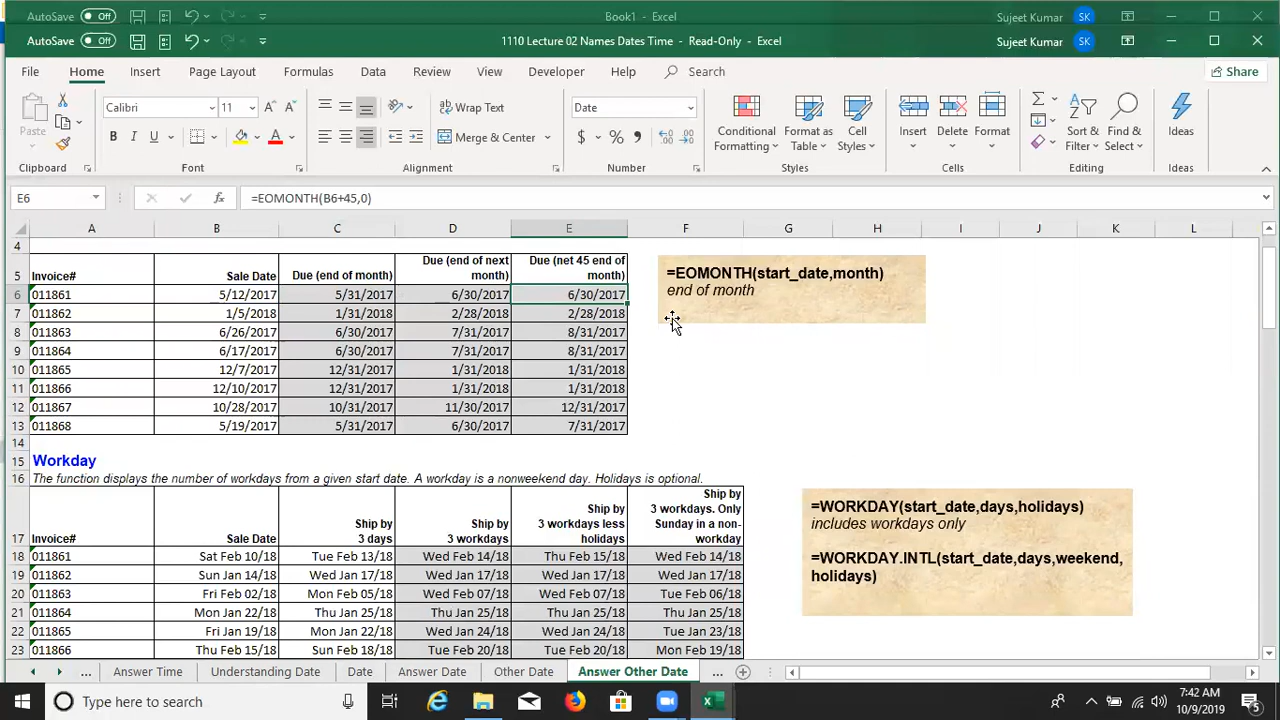 AutoSave Off Book1 - Excel Sujeet Kumar SK
AutoSave Off 1110 Lecture 02 Names Dates Time - Read-Only - Excel Sujeet Kumar SK
File Home Insert Page Layout Formulas Data Review View Developer Help Search Share
Calibri 11 A A Wrap Text Date
Paste B I U A Merge & Center $ % Conditional Formatting Format as Table Cell Styles Insert Delete Format Sort & Filter Find & Select Ideas
Clipboard Font Alignment Number Styles Cells Editing Ideas
E6 fx =EOMONTH(B6+45,0)
A B C D E F G H I J K L
4
5 Invoice# Sale Date Due (end of month) Due (end of next month) Due (net 45 end of month)
6 011861 5/12/2017 5/31/2017 6/30/2017 6/30/2017
7 011862 1/5/2018 1/31/2018 2/28/2018 2/28/2018
8 011863 6/26/2017 6/30/2017 7/31/2017 8/31/2017
9 011864 6/17/2017 6/30/2017 7/31/2017 8/31/2017
10 011865 12/7/2017 12/31/2017 1/31/2018 1/31/2018
11 011866 12/10/2017 12/31/2017 1/31/2018 1/31/2018
12 011867 10/28/2017 10/31/2017 11/30/2017 12/31/2017
13 011868 5/19/2017 5/31/2017 6/30/2017 7/31/2017
=EOMONTH(start_date,month)
end of month
14
15 Workday
16 The function displays the number of workdays from a given start date. A workday is a nonweekend day. Holidays is optional.
17 Invoice# Sale Date Ship by 3 days Ship by 3 workdays Ship by 3 workdays less holidays Ship by 3 workdays. Only Sunday in a non-workday
18 011861 Sat Feb 10/18 Tue Feb 13/18 Wed Feb 14/18 Thu Feb 15/18 Wed Feb 14/18
19 011862 Sun Jan 14/18 Wed Jan 17/18 Wed Jan 17/18 Wed Jan 17/18 Wed Jan 17/18
20 011863 Fri Feb 02/18 Mon Feb 05/18 Wed Feb 07/18 Wed Feb 07/18 Tue Feb 06/18
21 011864 Mon Jan 22/18 Thu Jan 25/18 Thu Jan 25/18 Thu Jan 25/18 Thu Jan 25/18
22 011865 Fri Jan 19/18 Mon Jan 22/18 Wed Jan 24/18 Wed Jan 24/18 Tue Jan 23/18
23 011866 Thu Feb 15/18 Sun Feb 18/18 Tue Feb 20/18 Tue Feb 20/18 Mon Feb 19/18
=WORKDAY(start_date,days,holidays)
includes workdays only
=WORKDAY.INTL(start_date,days,weekend,
holidays)
... Answer Time Understanding Date Date Answer Date Other Date Answer Other Date ...
Type here to search
7:42 AM
10/9/2019
5